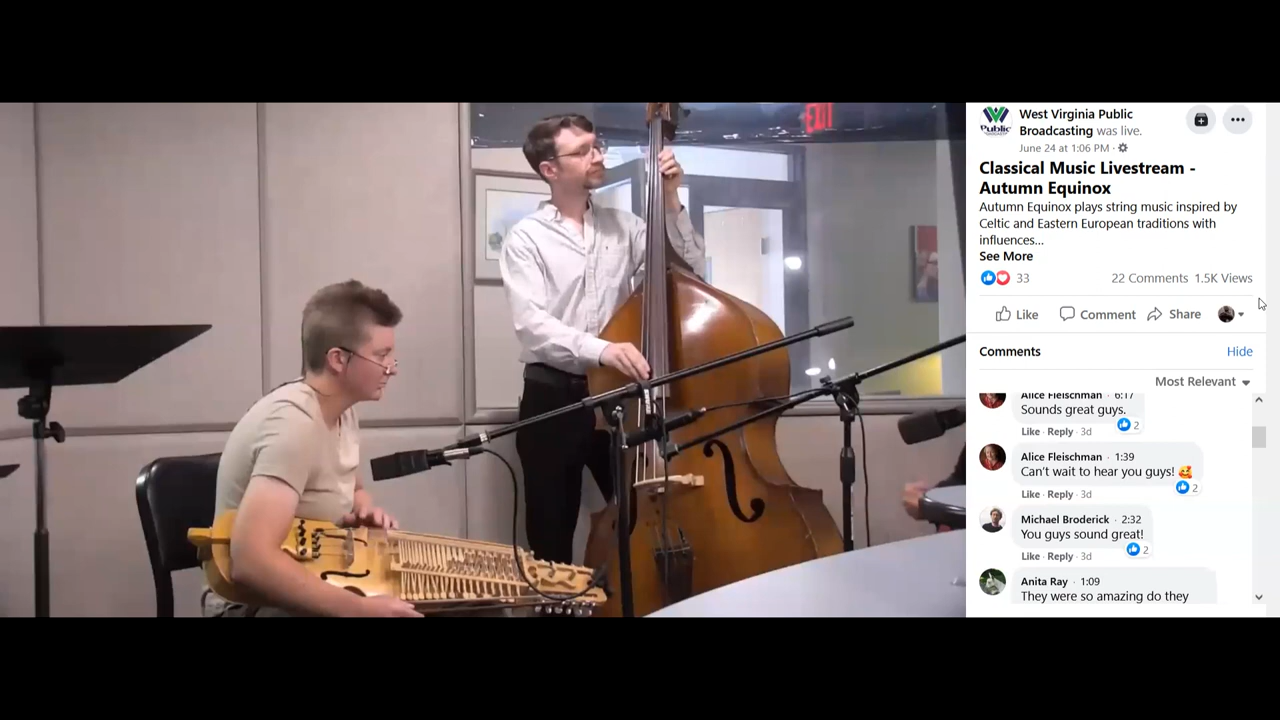 EXIT
Public
West Virginia Public
Broadcasting was live.
June 24 at 1:06 PM ·
Classical Music Livestream -
Autumn Equinox
Autumn Equinox plays string music inspired by
Celtic and Eastern European traditions with
influences...
See More
33
22 Comments 1.5K Views
Like Comment Share
Comments Hide
Most Relevant
Alice Fleischman · 6:17
Sounds great guys.
2
Like · Reply · 3d
Alice Fleischman · 1:39
Can't wait to hear you guys! 🥰
2
Like · Reply · 3d
Michael Broderick · 2:32
You guys sound great!
2
Like · Reply · 3d
Anita Ray · 1:09
They were so amazing do they